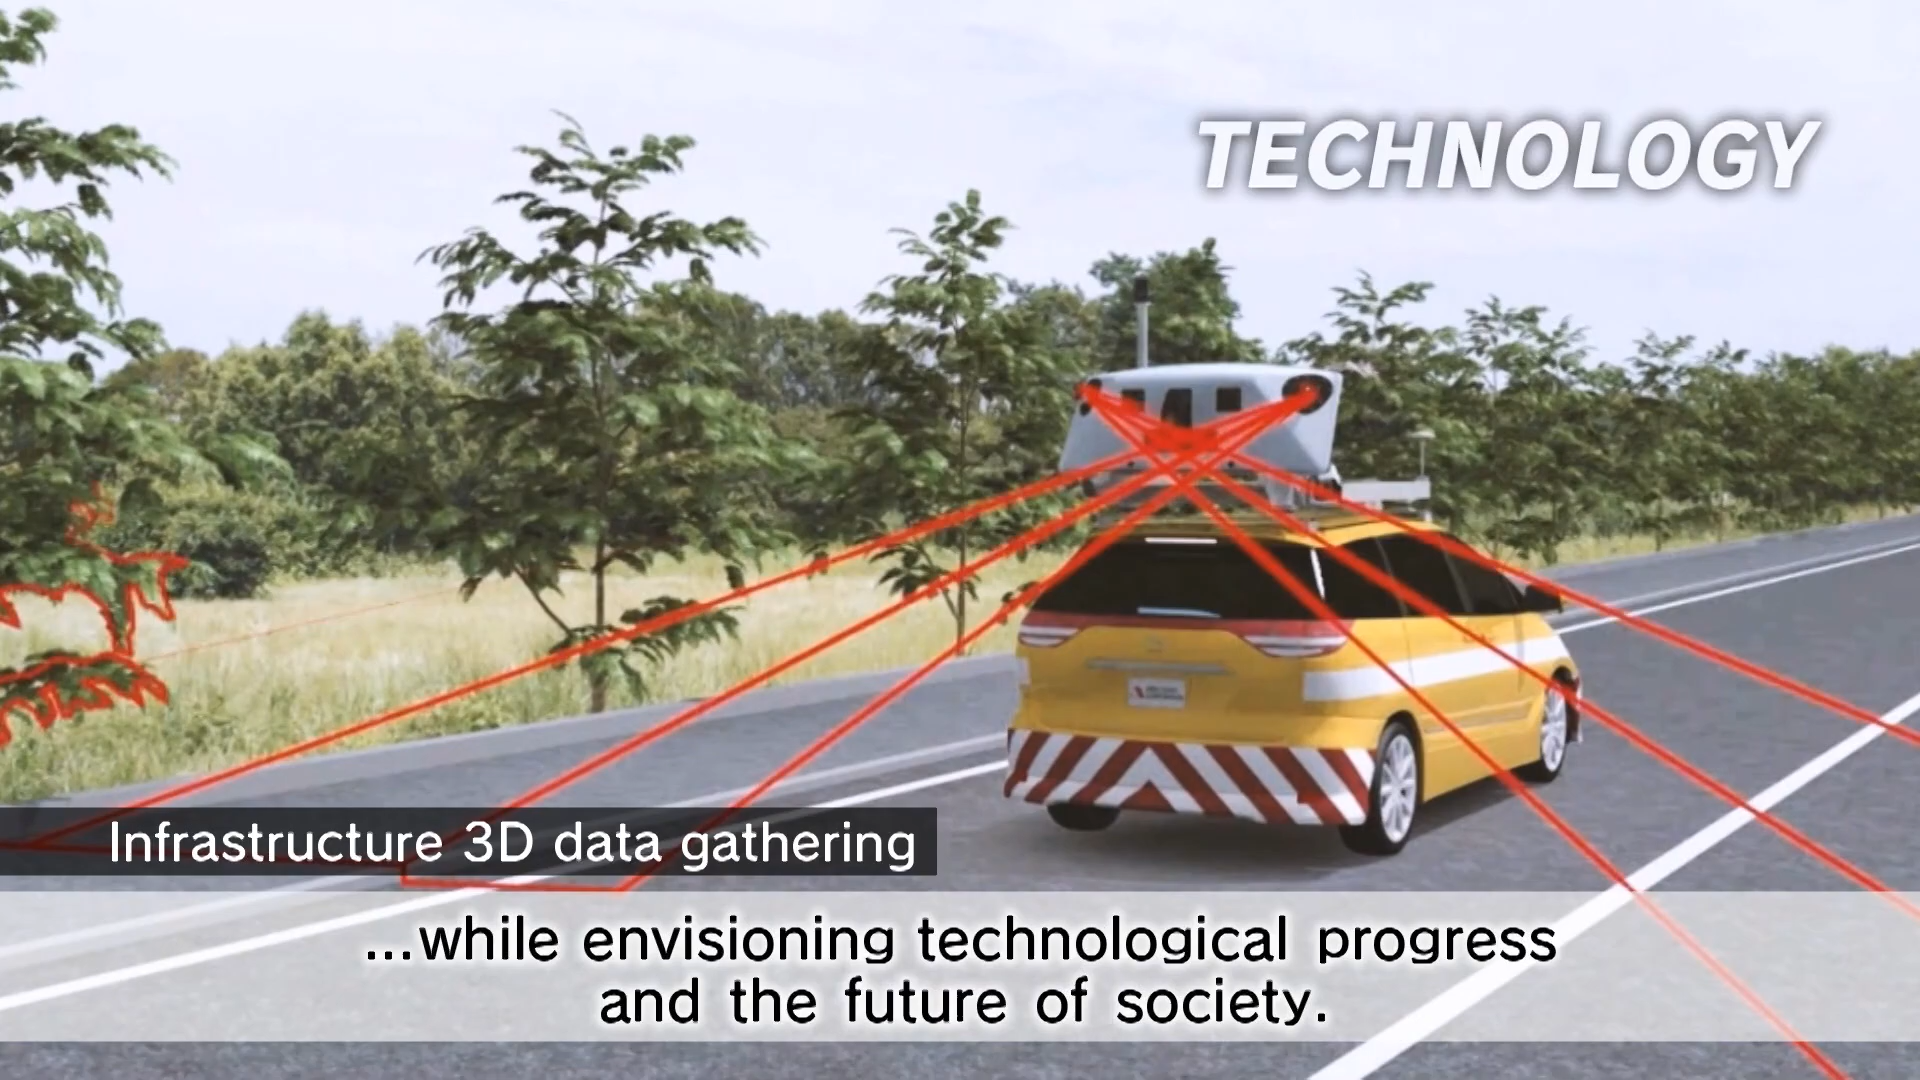 TECHNOLOGY
Infrastructure 3D data gathering
...while envisioning technological progress
and the future of society.